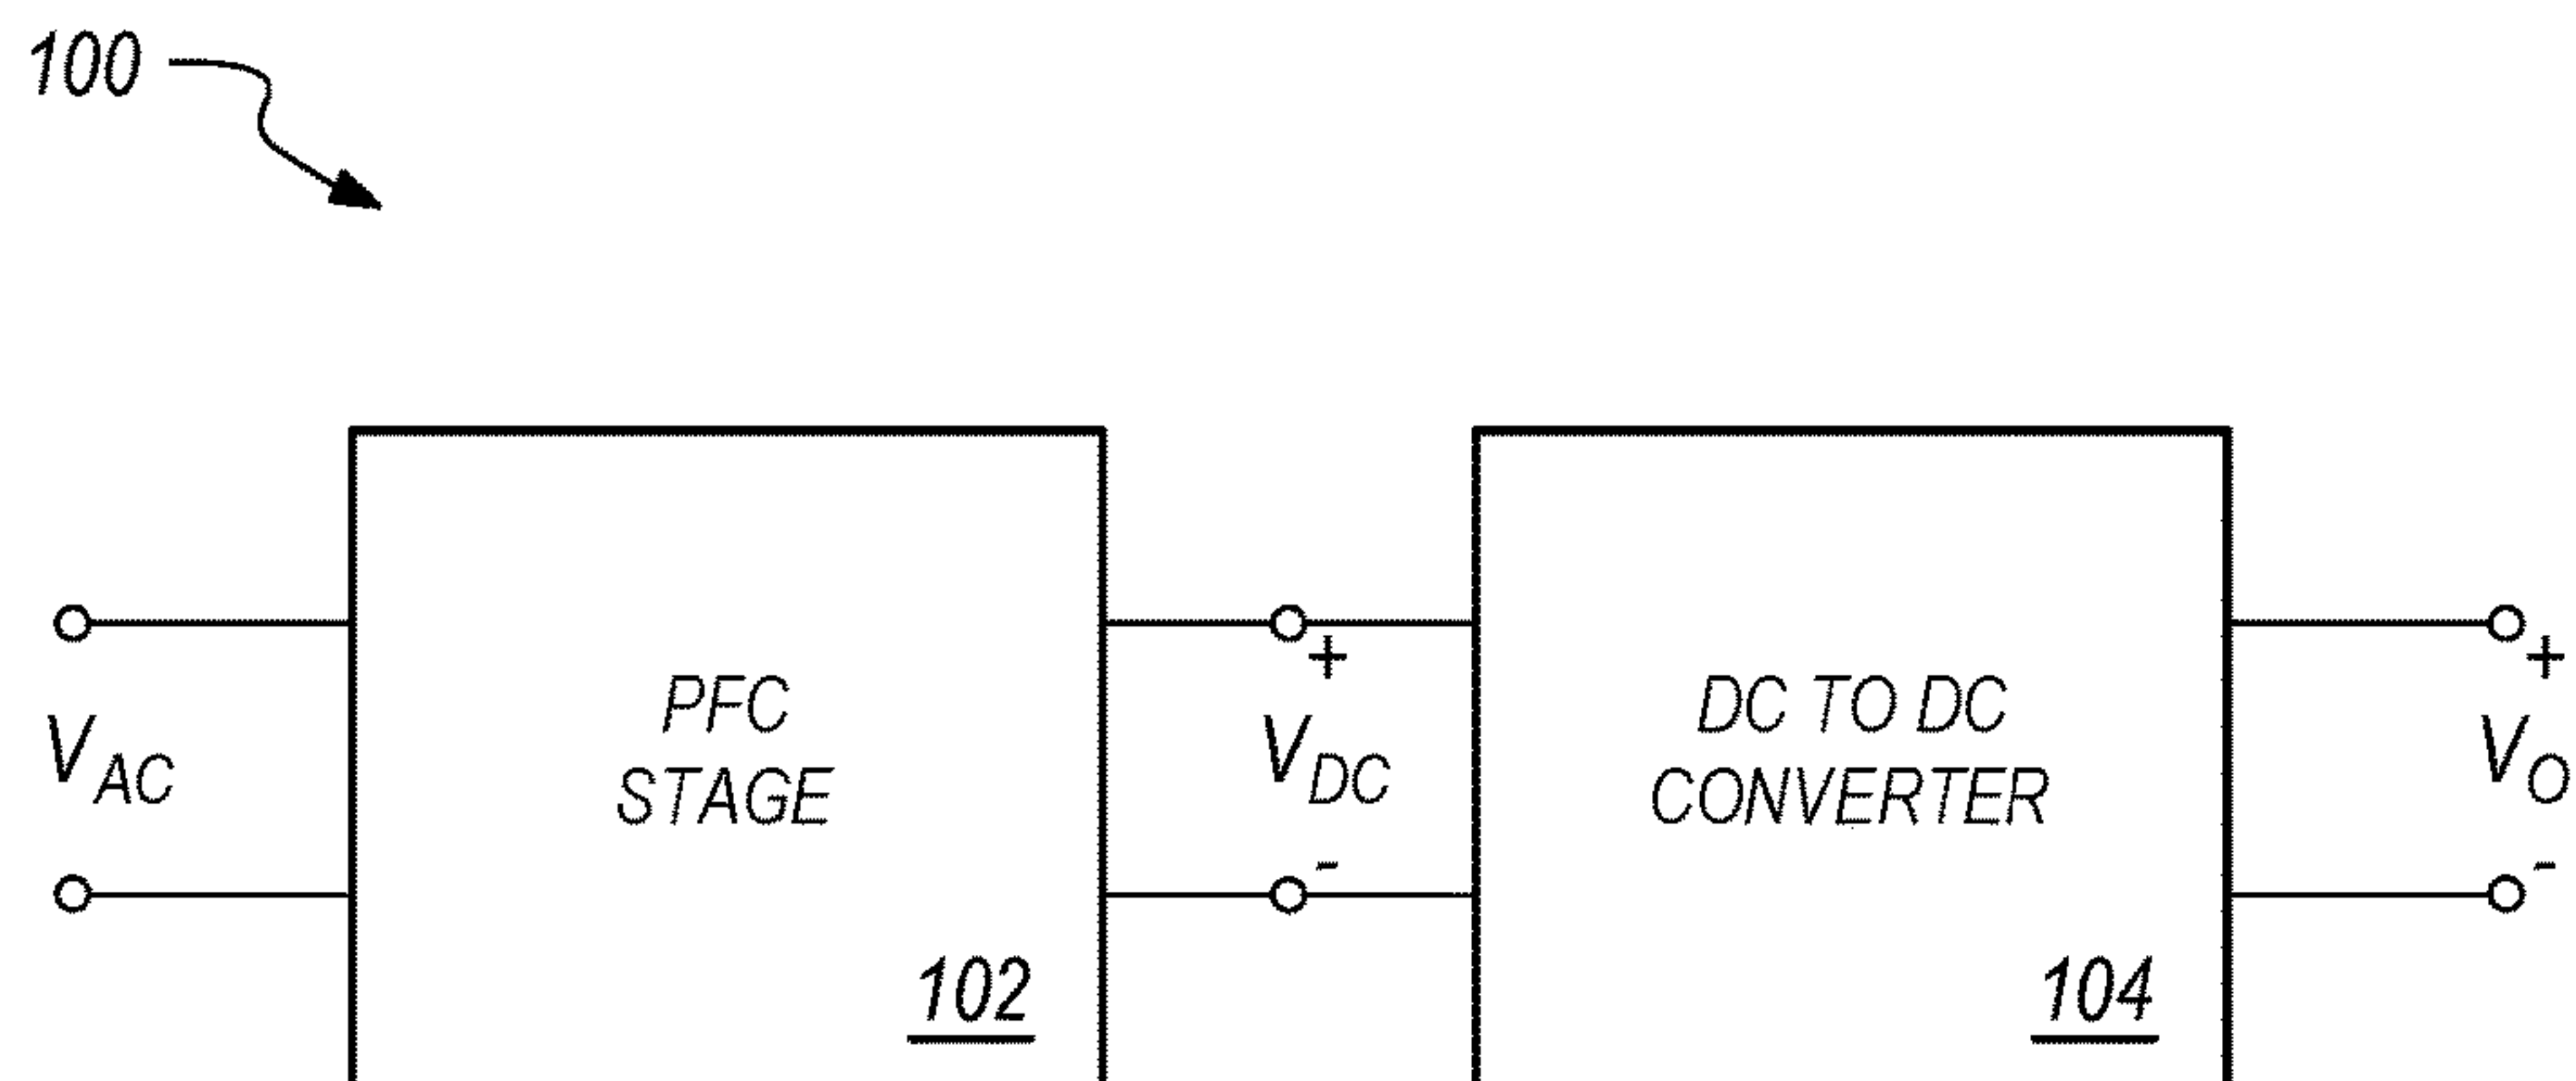 100
PFC
STAGE
102
DC TO DC
CONVERTER
104
V_AC
+
V_DC
-
+
V_O
-